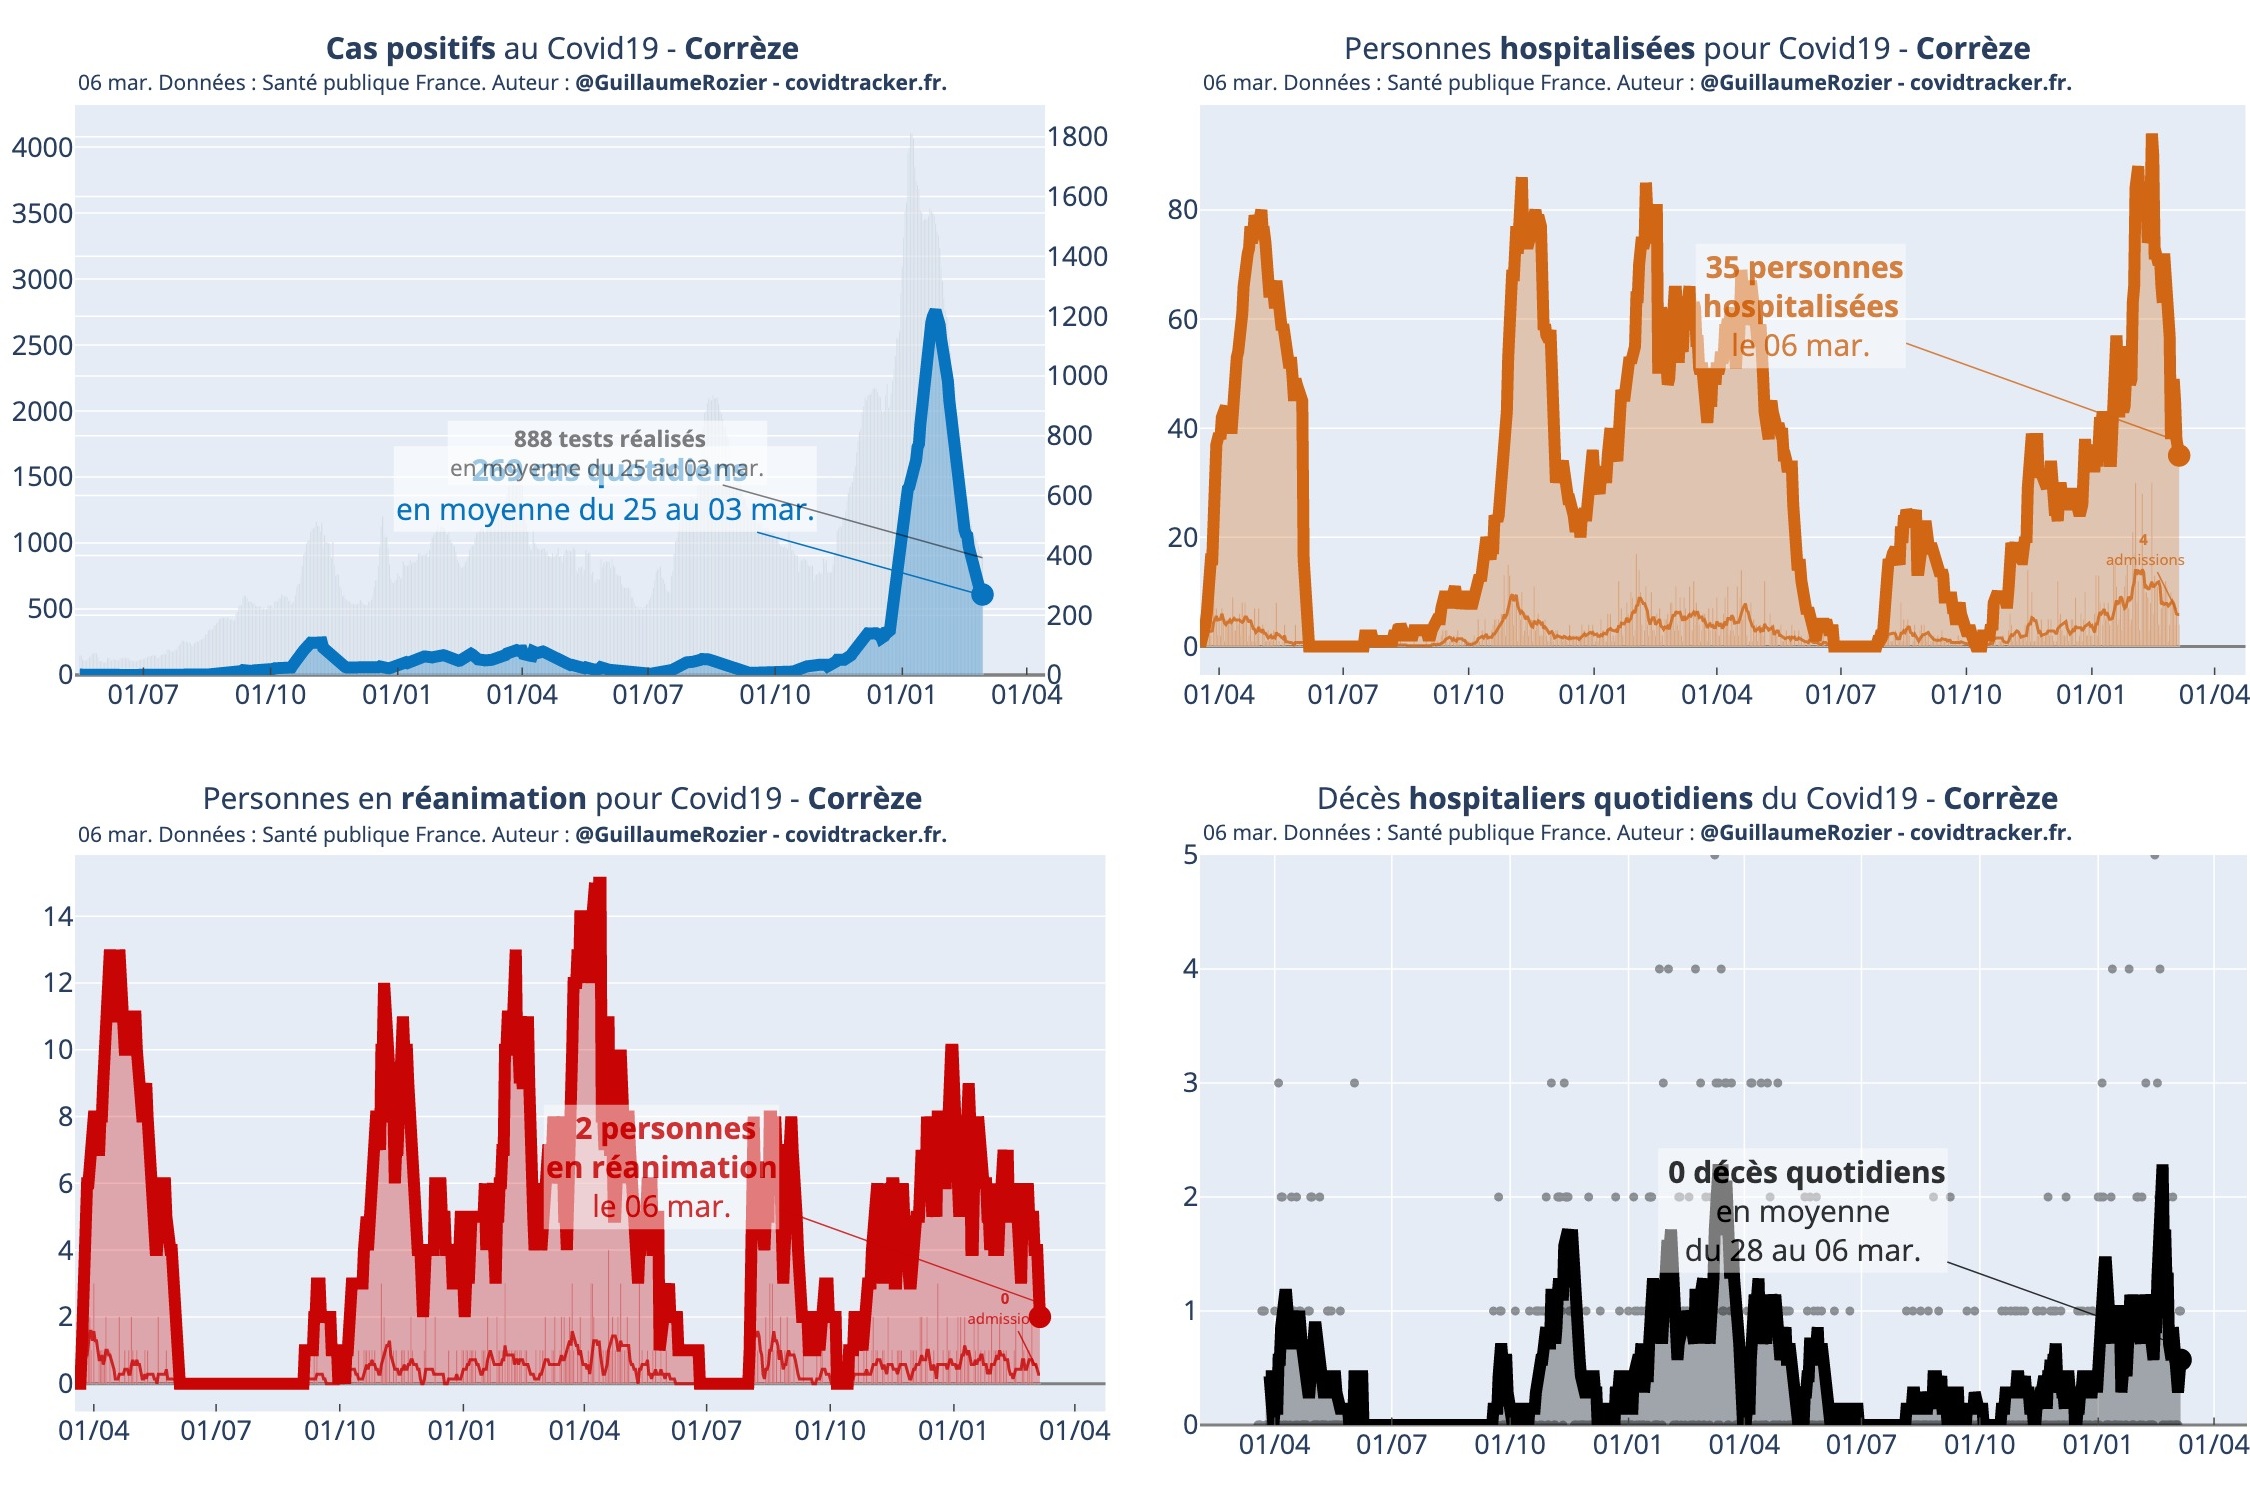 Cas positifs au Covid19 - Corrèze
06 mar. Données : Santé publique France. Auteur : @GuillaumeRozier - covidtracker.fr.
4000
3500
3000
2500
2000
1500
1000
500
0
1800
1600
1400
1200
1000
800
600
400
200
0
888 tests réalisés
en moyenne du 25 au 03 mar.
269 cas quotidiens
en moyenne du 25 au 03 mar.
01/07 01/10 01/01 01/04 01/07 01/10 01/01 01/04
Personnes hospitalisées pour Covid19 - Corrèze
06 mar. Données : Santé publique France. Auteur : @GuillaumeRozier - covidtracker.fr.
80
60
40
20
0
35 personnes
hospitalisées
le 06 mar.
4
admissions
01/04 01/07 01/10 01/01 01/04 01/07 01/10 01/01 01/04
Personnes en réanimation pour Covid19 - Corrèze
06 mar. Données : Santé publique France. Auteur : @GuillaumeRozier - covidtracker.fr.
14
12
10
8
6
4
2
0
2 personnes
en réanimation
le 06 mar.
0
admissio
01/04 01/07 01/10 01/01 01/04 01/07 01/10 01/01 01/04
Décès hospitaliers quotidiens du Covid19 - Corrèze
06 mar. Données : Santé publique France. Auteur : @GuillaumeRozier - covidtracker.fr.
5
4
3
2
1
0
0 décès quotidiens
en moyenne
du 28 au 06 mar.
01/04 01/07 01/10 01/01 01/04 01/07 01/10 01/01 01/04